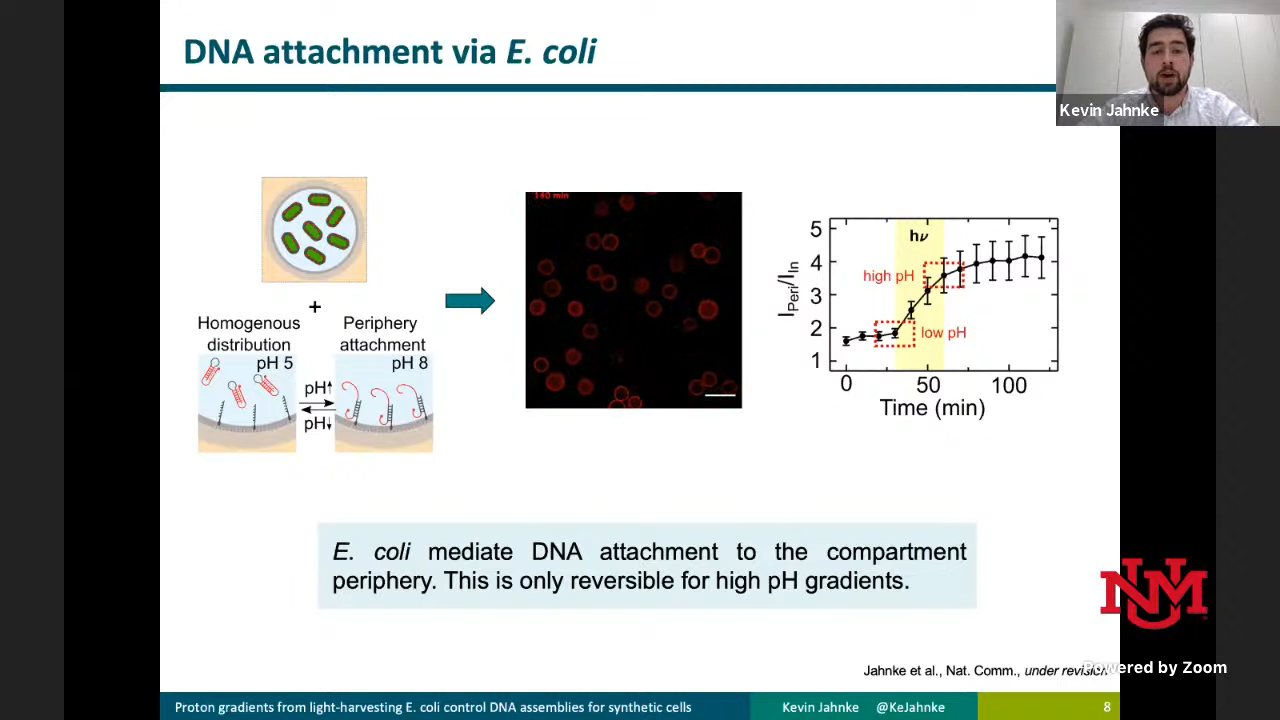 DNA attachment via E. coli
Kevin Jahnke
+
Homogenous
distribution
pH 5
Periphery
attachment
pH 8
pH↑
pH↓
140 min
I_Peri/I_In
5
4
3
2
1
hν
high pH
low pH
0
50
100
Time (min)
E. coli mediate DNA attachment to the compartment
periphery. This is only reversible for high pH gradients.
UNM
Jahnke et al., Nat. Comm., under revision
Powered by Zoom
Proton gradients from light-harvesting E. coli control DNA assemblies for synthetic cells
Kevin Jahnke @KeJahnke
8